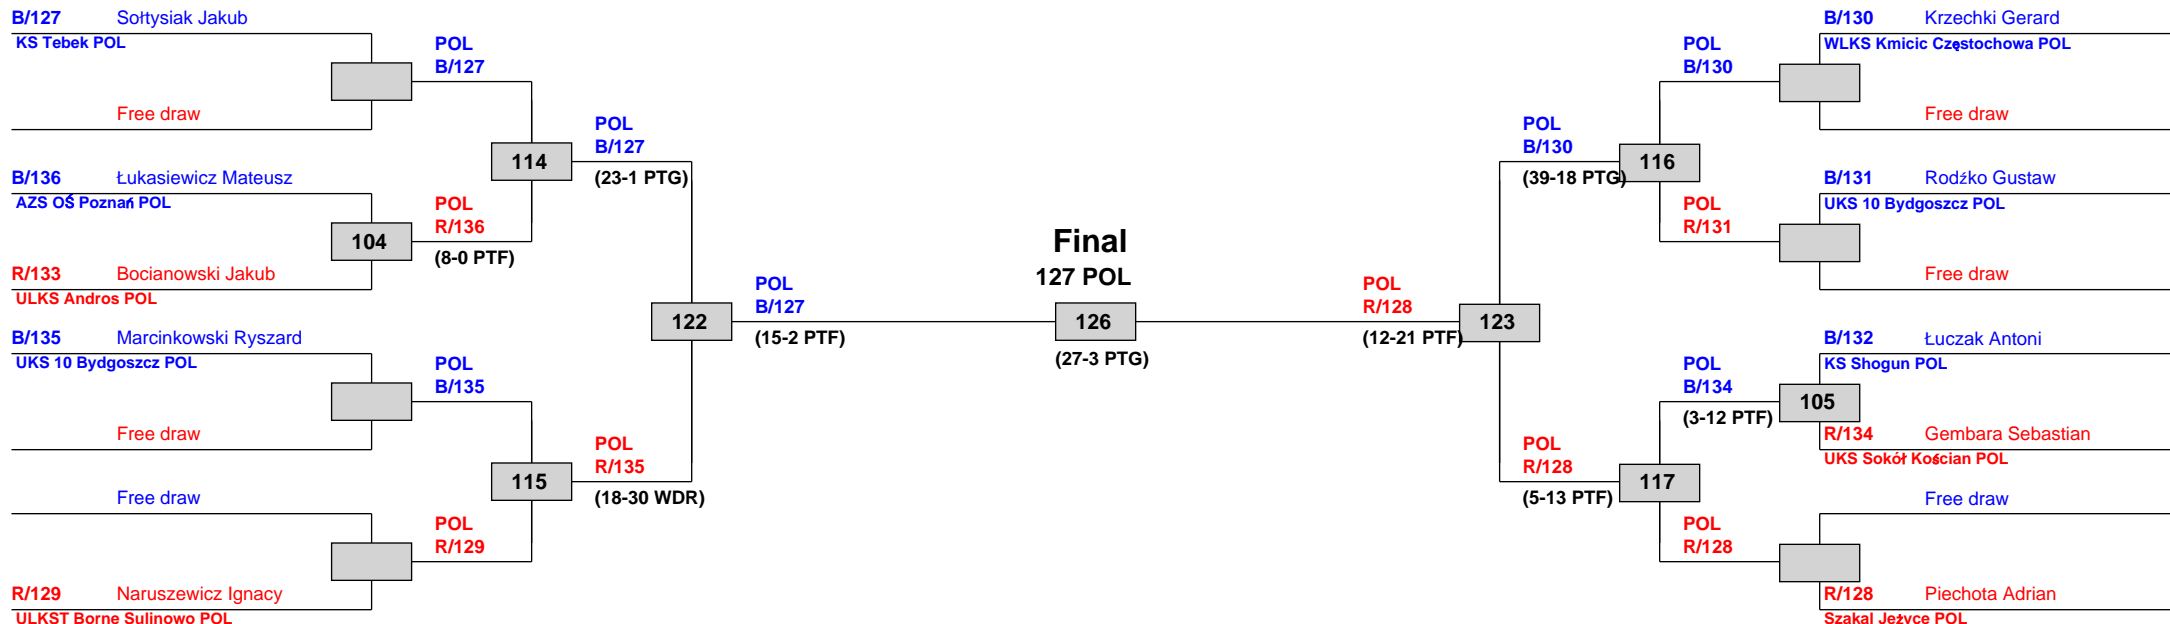 B/127 Sołtysiak Jakub
KS Tebek POL
Free draw
B/136 Łukasiewicz Mateusz
AZS OŚ Poznań POL
R/133 Bocianowski Jakub
ULKS Andros POL
B/135 Marcinkowski Ryszard
UKS 10 Bydgoszcz POL
Free draw
Free draw
R/129 Naruszewicz Ignacy
ULKST Borne Sulinowo POL
POL
B/127
104
POL
R/136
(8-0 PTF)
POL
B/135
POL
R/129
114
POL
B/127
(23-1 PTG)
115
POL
R/135
(18-30 WDR)
122
POL
B/127
(15-2 PTF)
Final
127 POL
126
(27-3 PTG)
POL
R/128
(12-21 PTF)
123
POL
B/130
(39-18 PTG)
116
POL
R/128
(5-13 PTF)
117
POL
B/130
POL
R/131
POL
B/134
(3-12 PTF)
105
POL
R/128
B/130 Krzechki Gerard
WLKS Kmicic Częstochowa POL
Free draw
B/131 Rodźko Gustaw
UKS 10 Bydgoszcz POL
Free draw
B/132 Łuczak Antoni
KS Shogun POL
R/134 Gembara Sebastian
UKS Sokół Kościan POL
Free draw
R/128 Piechota Adrian
Szakal Jeżyce POL